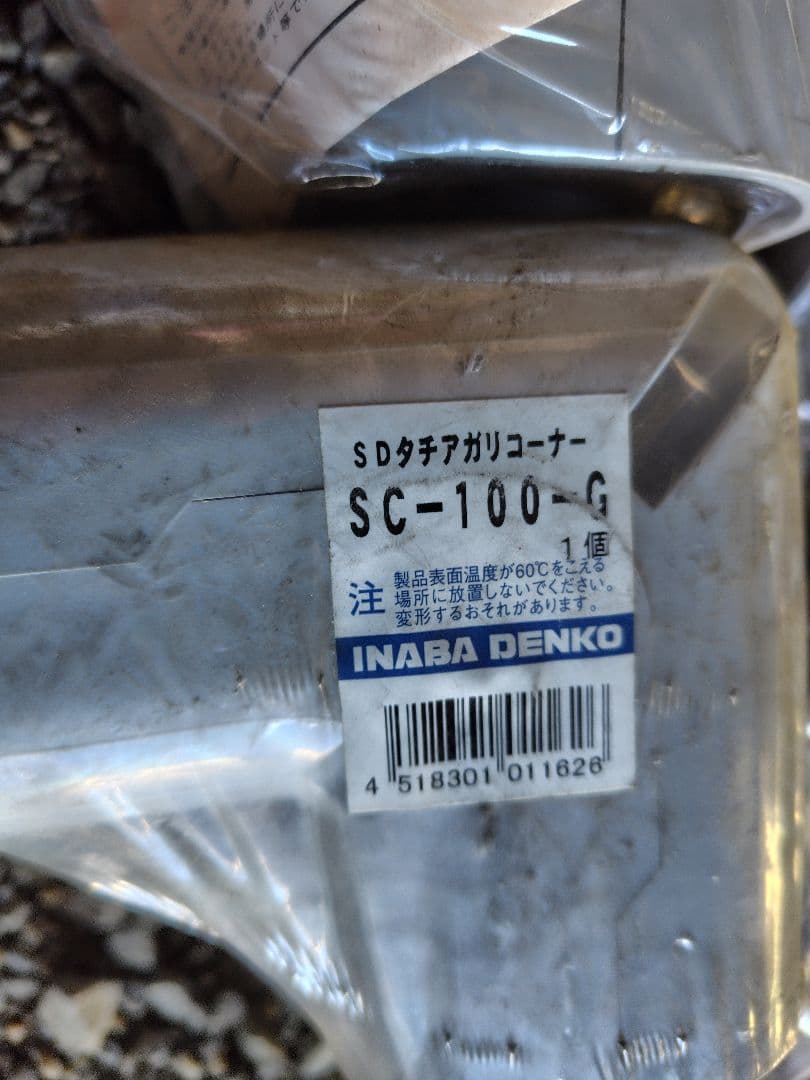 SDタチアガリコーナー
SC-100-G
1個
注 製品表面温度が60℃をこえる
場所に放置しないでください。
変形するおそれがあります。
INABA DENKO
4 518301 011626